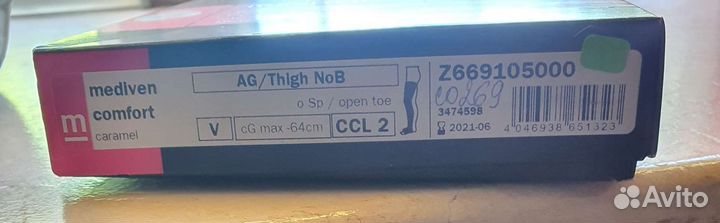 m
mediven
comfort
caramel
AG/Thigh NoB
o Sp / open toe
V
cG max -64cm
CCL 2
Z669105000
co269
3474598
2021-06
4 046938 651323
Avito